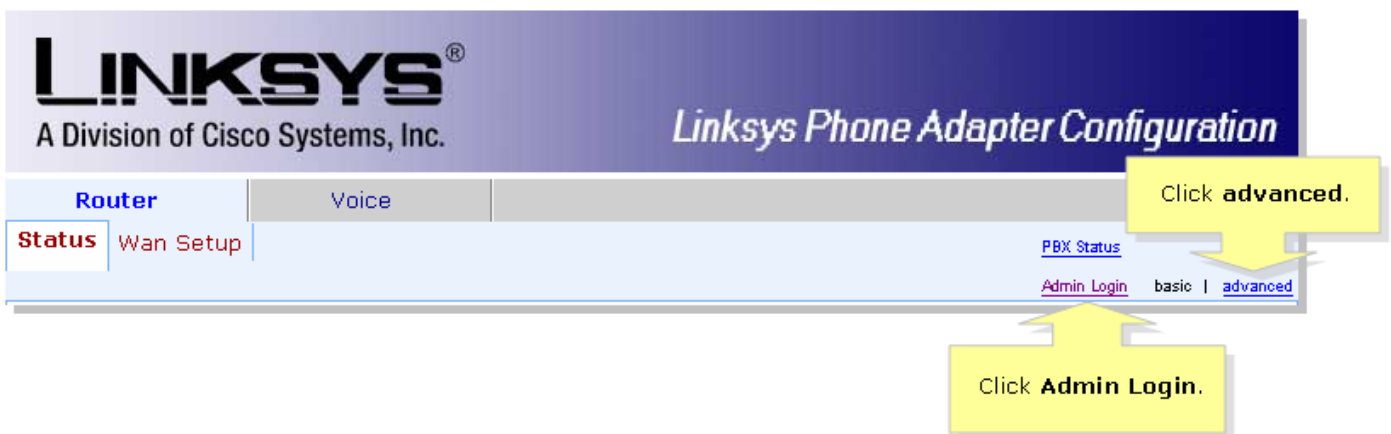 LINKSYS®
A Division of Cisco Systems, Inc.
Linksys Phone Adapter Configuration
Router
Voice
Click advanced.
Status
Wan Setup
PBX Status
Admin Login basic | advanced
Click Admin Login.